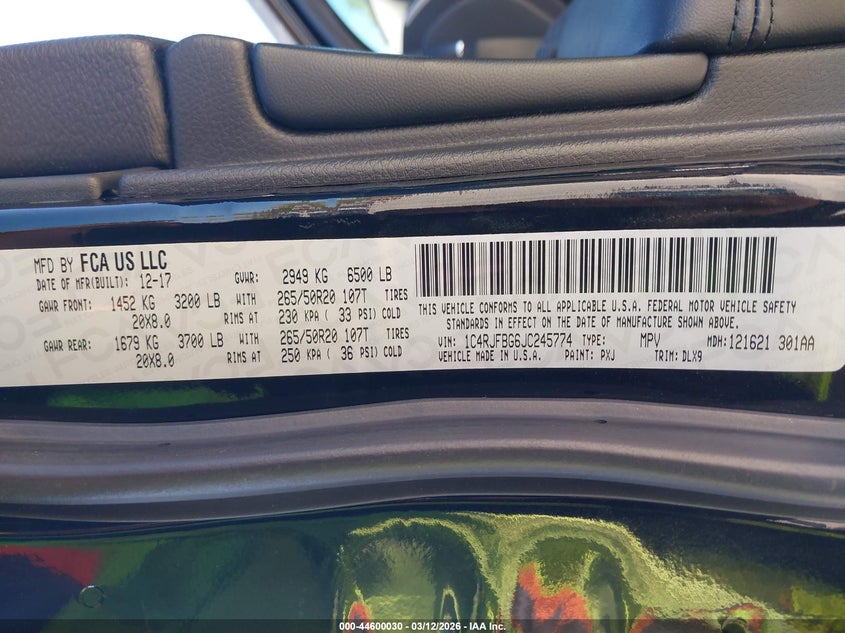 MFD BY FCA US LLC
DATE OF MFR(BUILT): 12-17 GVWR: 2949 KG 6500 LB
GAWR FRONT: 1452 KG 3200 LB WITH 265/50R20 107T TIRES
20X8.0 RIMS AT 230 KPA ( 33 PSI) COLD
GAWR REAR: 1679 KG 3700 LB WITH 265/50R20 107T TIRES
20X8.0 RIMS AT 250 KPA ( 36 PSI) COLD
THIS VEHICLE CONFORMS TO ALL APPLICABLE U.S.A. FEDERAL MOTOR VEHICLE SAFETY
STANDARDS IN EFFECT ON THE DATE OF MANUFACTURE SHOWN ABOVE.
VIN: 1C4RJFBG6JC245774 TYPE: MPV MDH: 121621 301AA
VEHICLE MADE IN U.S.A. PAINT: PXJ TRIM: DLX9
000-44600030 - 03/12/2026 - IAA Inc.